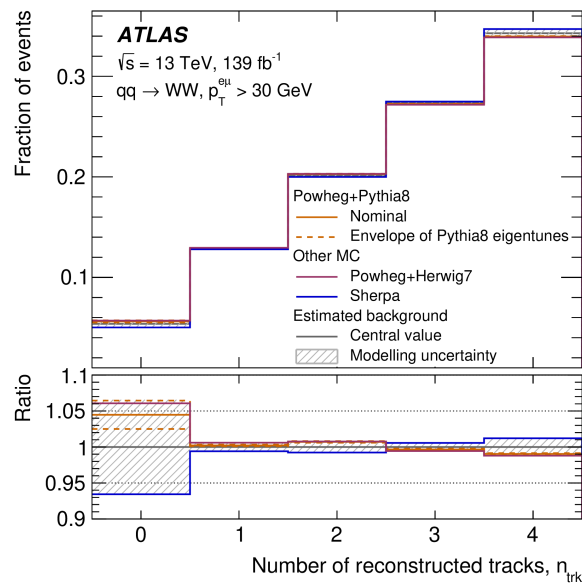 ATLAS
√s = 13 TeV, 139 fb⁻¹
qq → WW, p_T^{eμ} > 30 GeV
Fraction of events
0.3
0.2
0.1
Powheg+Pythia8
Nominal
Envelope of Pythia8 eigentunes
Other MC
Powheg+Herwig7
Sherpa
Estimated background
Central value
Modelling uncertainty
Ratio
1.1
1.05
1
0.95
0.9
0 1 2 3 4
Number of reconstructed tracks, n_trk